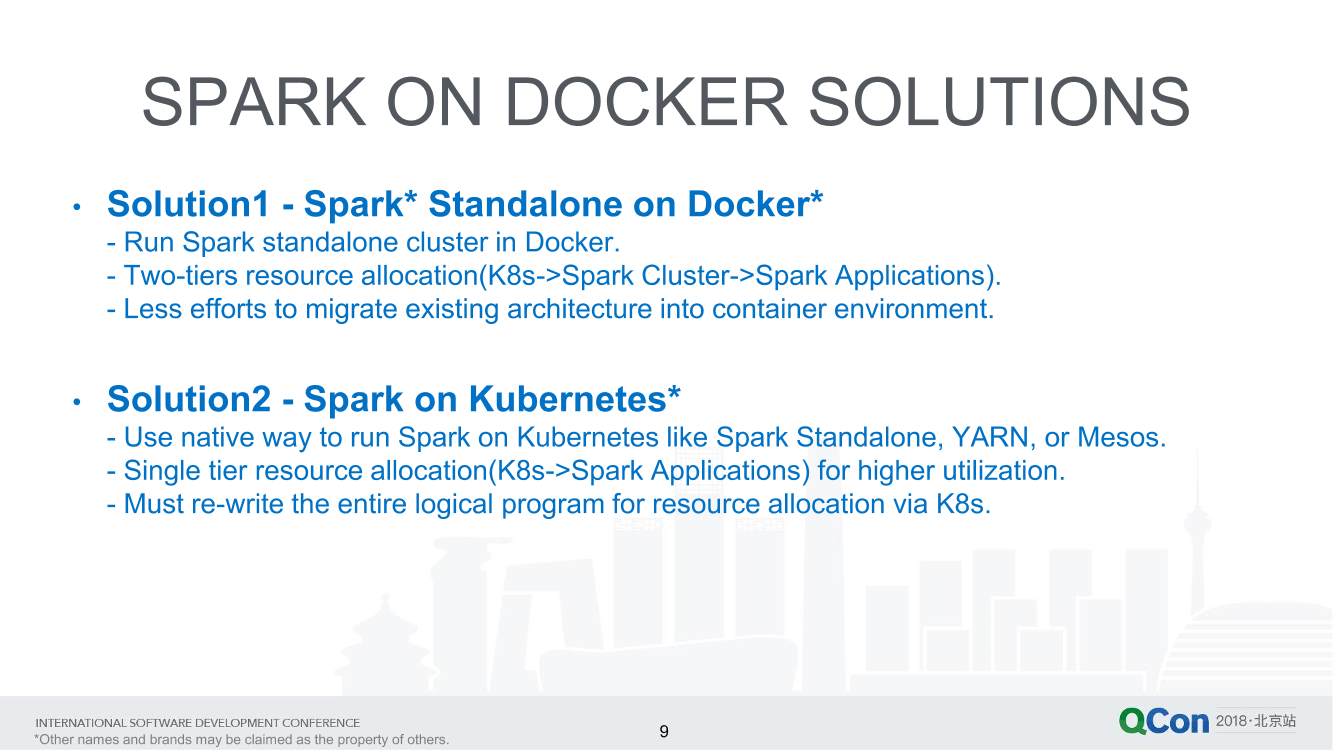 SPARK ON DOCKER SOLUTIONS
• Solution1 - Spark* Standalone on Docker*
- Run Spark standalone cluster in Docker.
- Two-tiers resource allocation(K8s->Spark Cluster->Spark Applications).
- Less efforts to migrate existing architecture into container environment.
• Solution2 - Spark on Kubernetes*
- Use native way to run Spark on Kubernetes like Spark Standalone, YARN, or Mesos.
- Single tier resource allocation(K8s->Spark Applications) for higher utilization.
- Must re-write the entire logical program for resource allocation via K8s.
INTERNATIONAL SOFTWARE DEVELOPMENT CONFERENCE
*Other names and brands may be claimed as the property of others.
9
QCon 2018·北京站